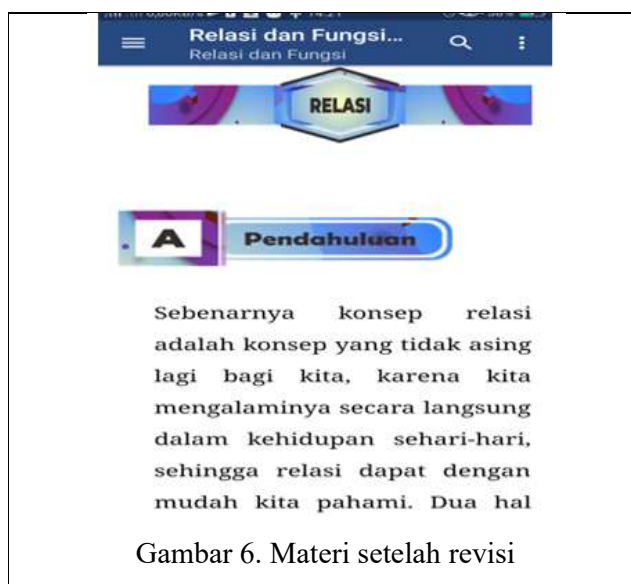 Relasi dan Fungsi...
Relasi dan Fungsi
RELASI
A
Pendahuluan
Sebenarnya konsep relasi
adalah konsep yang tidak asing
lagi bagi kita, karena kita
mengalaminya secara langsung
dalam kehidupan sehari-hari,
sehingga relasi dapat dengan
mudah kita pahami. Dua hal
Gambar 6. Materi setelah revisi